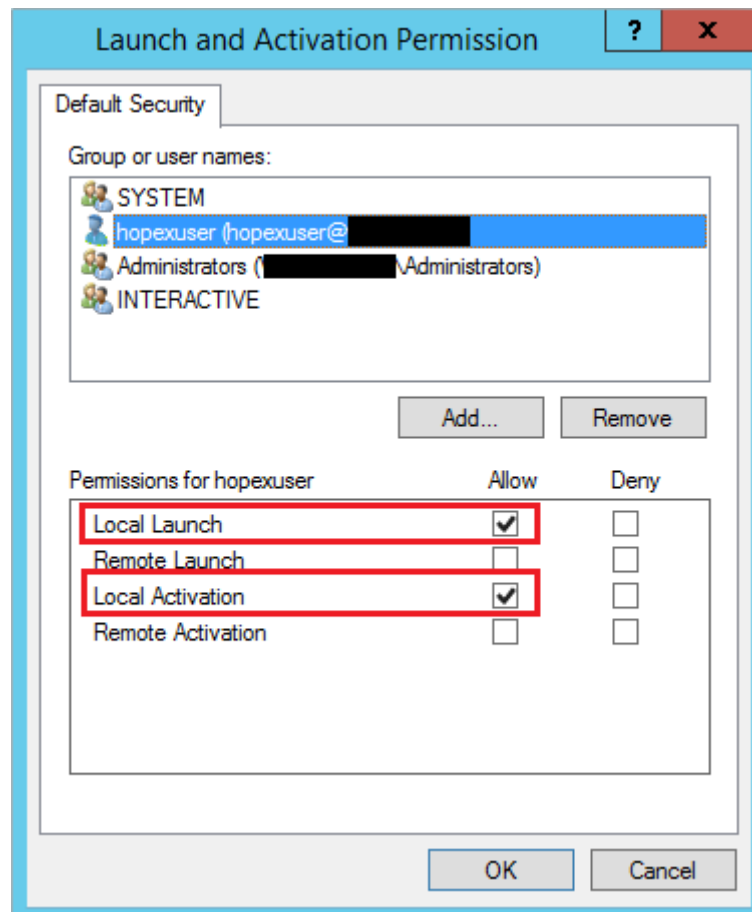 Launch and Activation Permission ? x
Default Security
Group or user names:
SYSTEM
hopexuser (hopexuser@
Administrators (\ \Administrators)
INTERACTIVE
Add... Remove
Permissions for hopexuser Allow Deny
Local Launch
Remote Launch
Local Activation
Remote Activation
OK Cancel